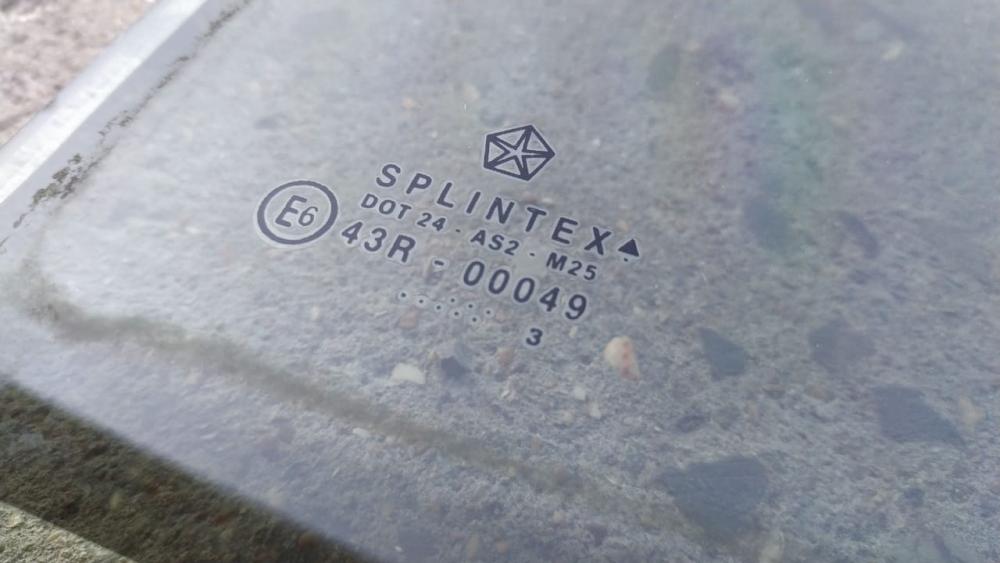 SPLINTEX▲
DOT 24 - AS2 - M25
E6
43R - 00049
3